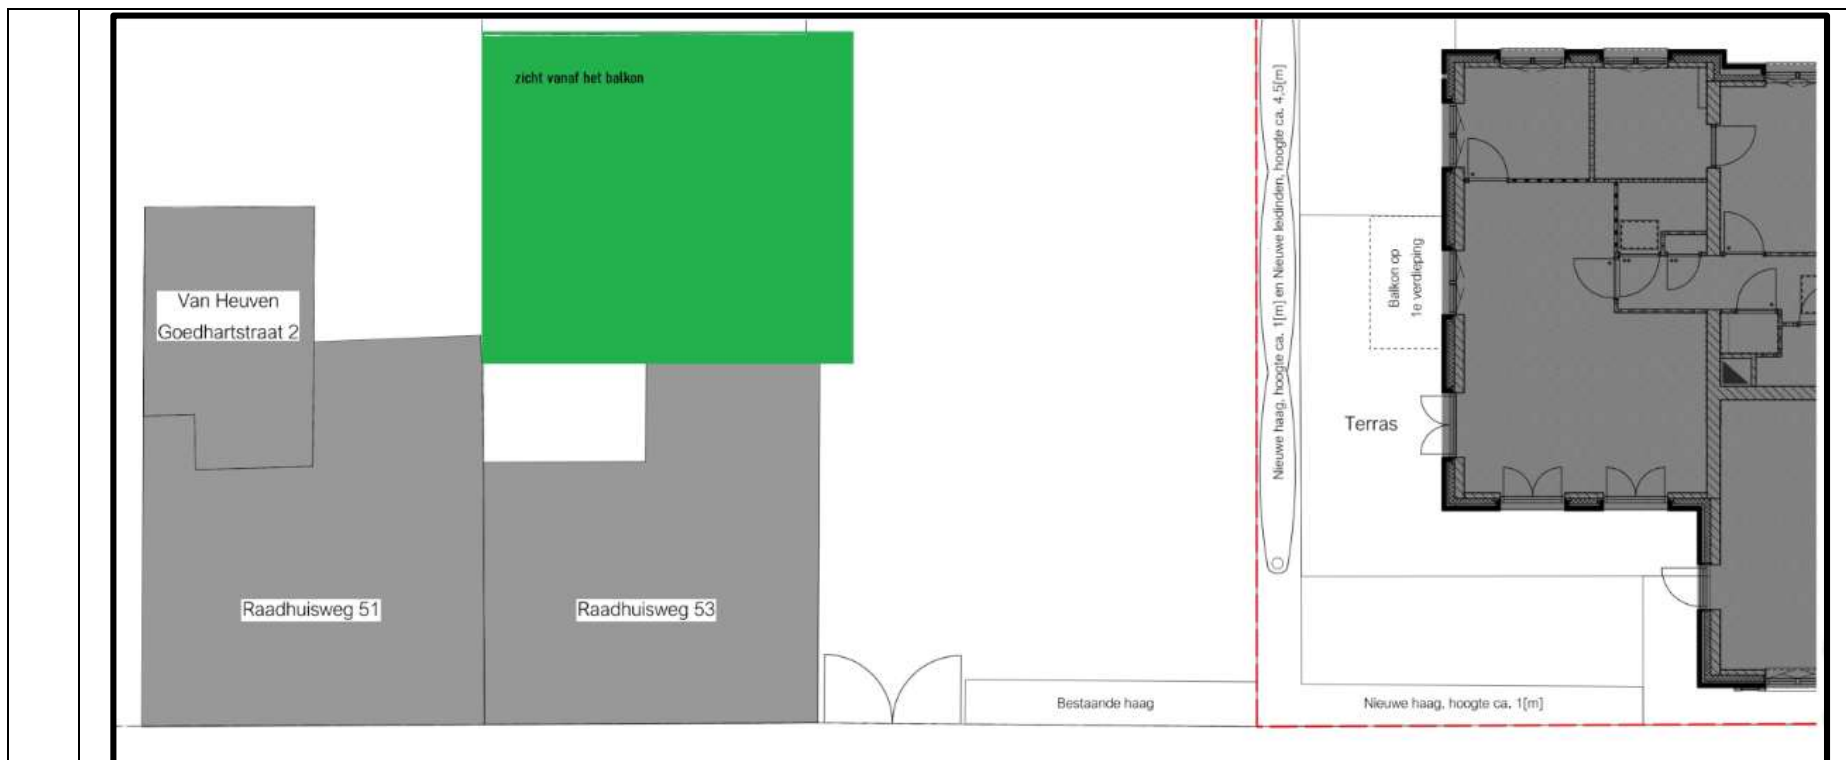 zicht vanaf het balkon
Van Heuven
Goedhartstraat 2
Raadhuisweg 51
Raadhuisweg 53
Bestaande haag
Nieuwe haag, hoogte ca. 1[m] en Nieuwe leidinden, hoogte ca. 4,5[m]
Balkon op
1e verdieping
Terras
Nieuwe haag, hoogte ca. 1[m]